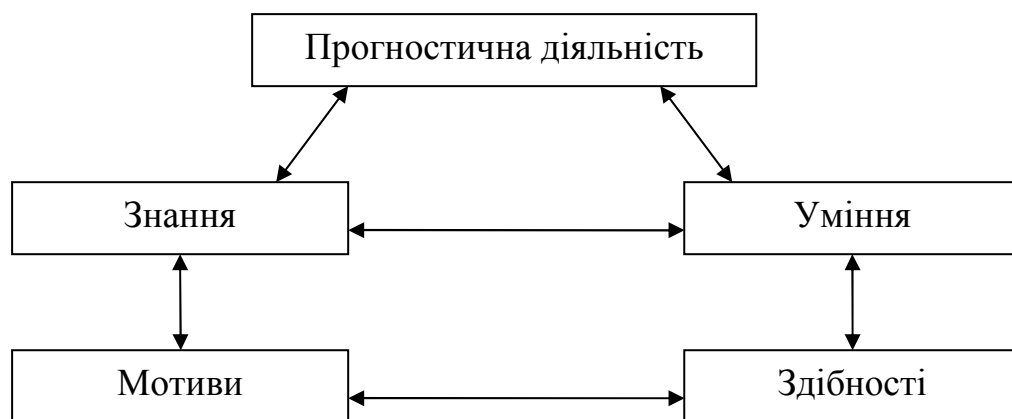 Прогностична діяльність
Знання
Уміння
Мотиви
Здібності